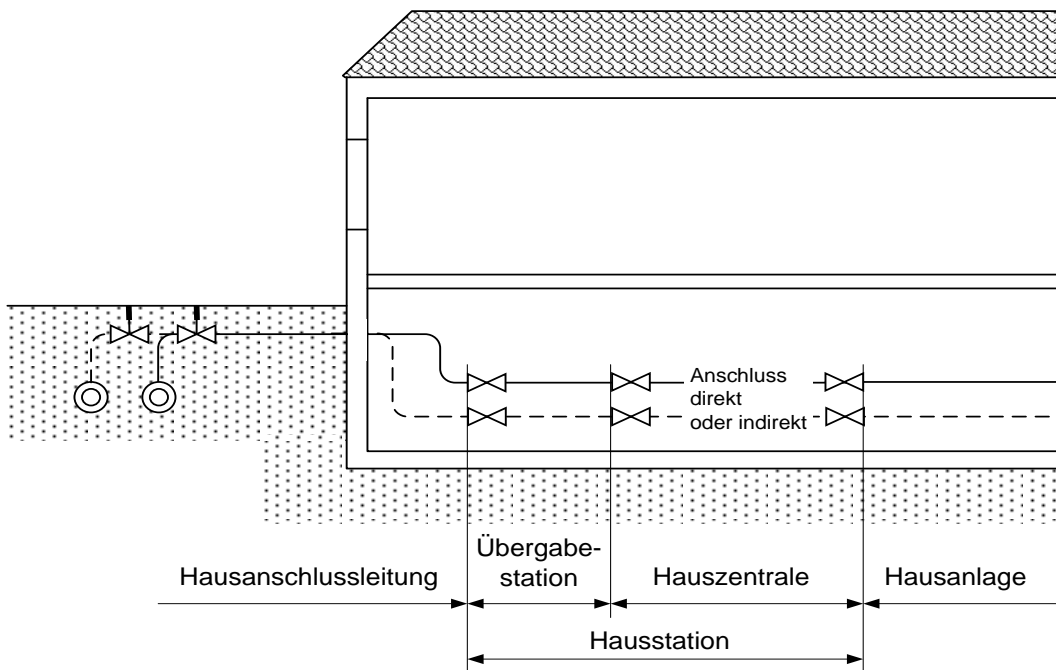 Anschluss
direkt
oder indirekt
Übergabe-
station
Hausanschlussleitung
Hauszentrale
Hausanlage
Hausstation